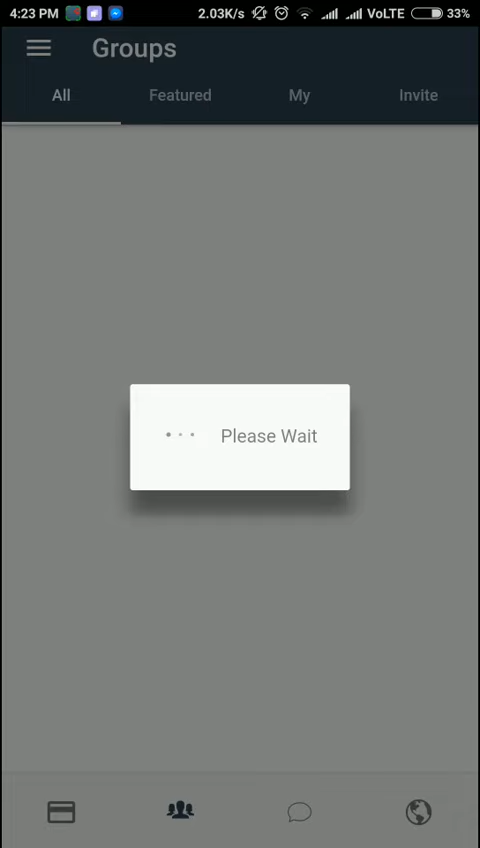 4:23 PM 2.03K/s VoLTE 33%
Groups
All Featured My Invite
Please Wait